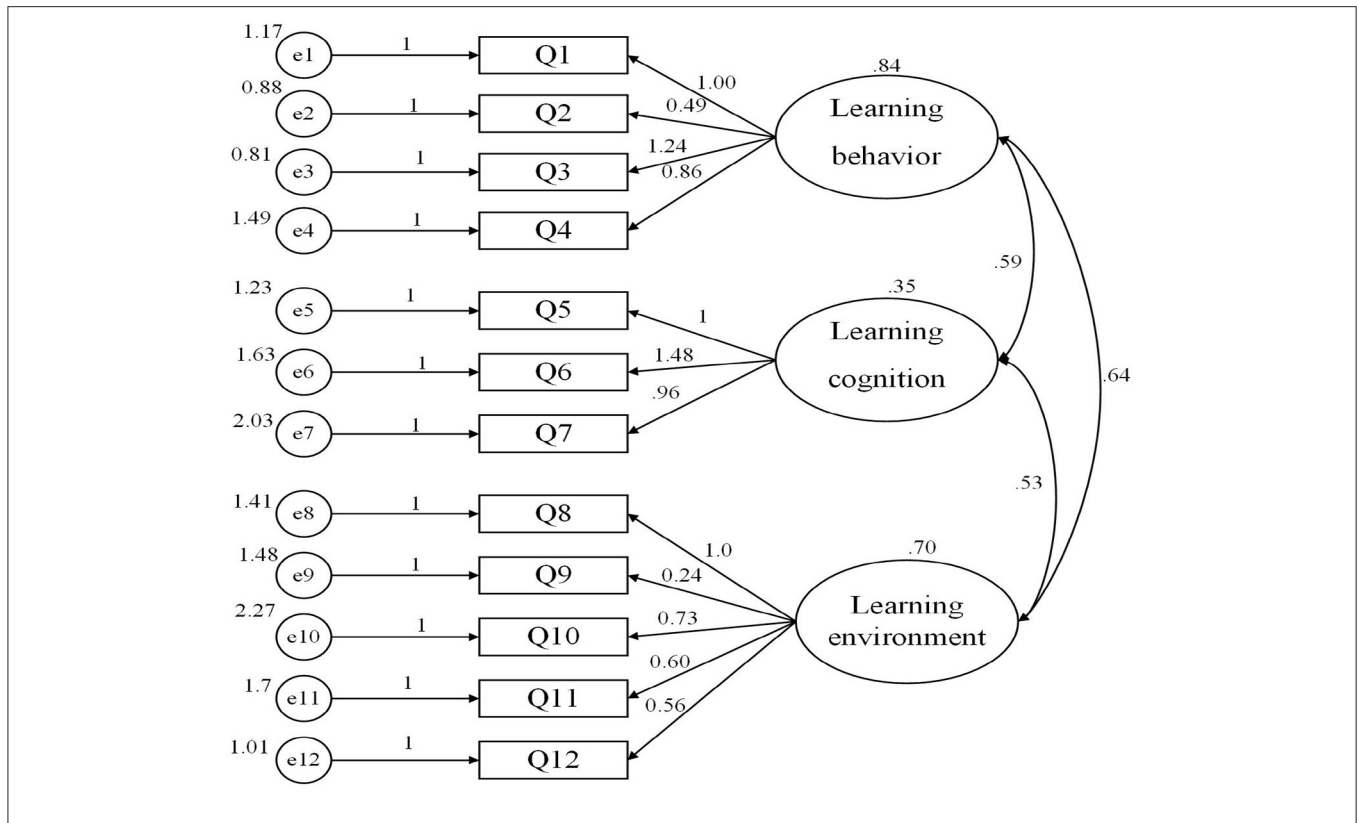 1.17
e1
1
Q1
1.00
.84
Learning
behavior
0.88
e2
1
Q2
0.49
0.81
e3
1
Q3
1.24
0.86
1.49
e4
1
Q4
.59
.64
1.23
e5
1
Q5
1
.35
Learning
cognition
1.63
e6
1
Q6
1.48
2.03
e7
1
Q7
.96
.53
1.41
e8
1
Q8
1.0
.70
Learning
environment
1.48
e9
1
Q9
0.24
2.27
e10
1
Q10
0.73
1.7
e11
1
Q11
0.60
1.01
e12
1
Q12
0.56